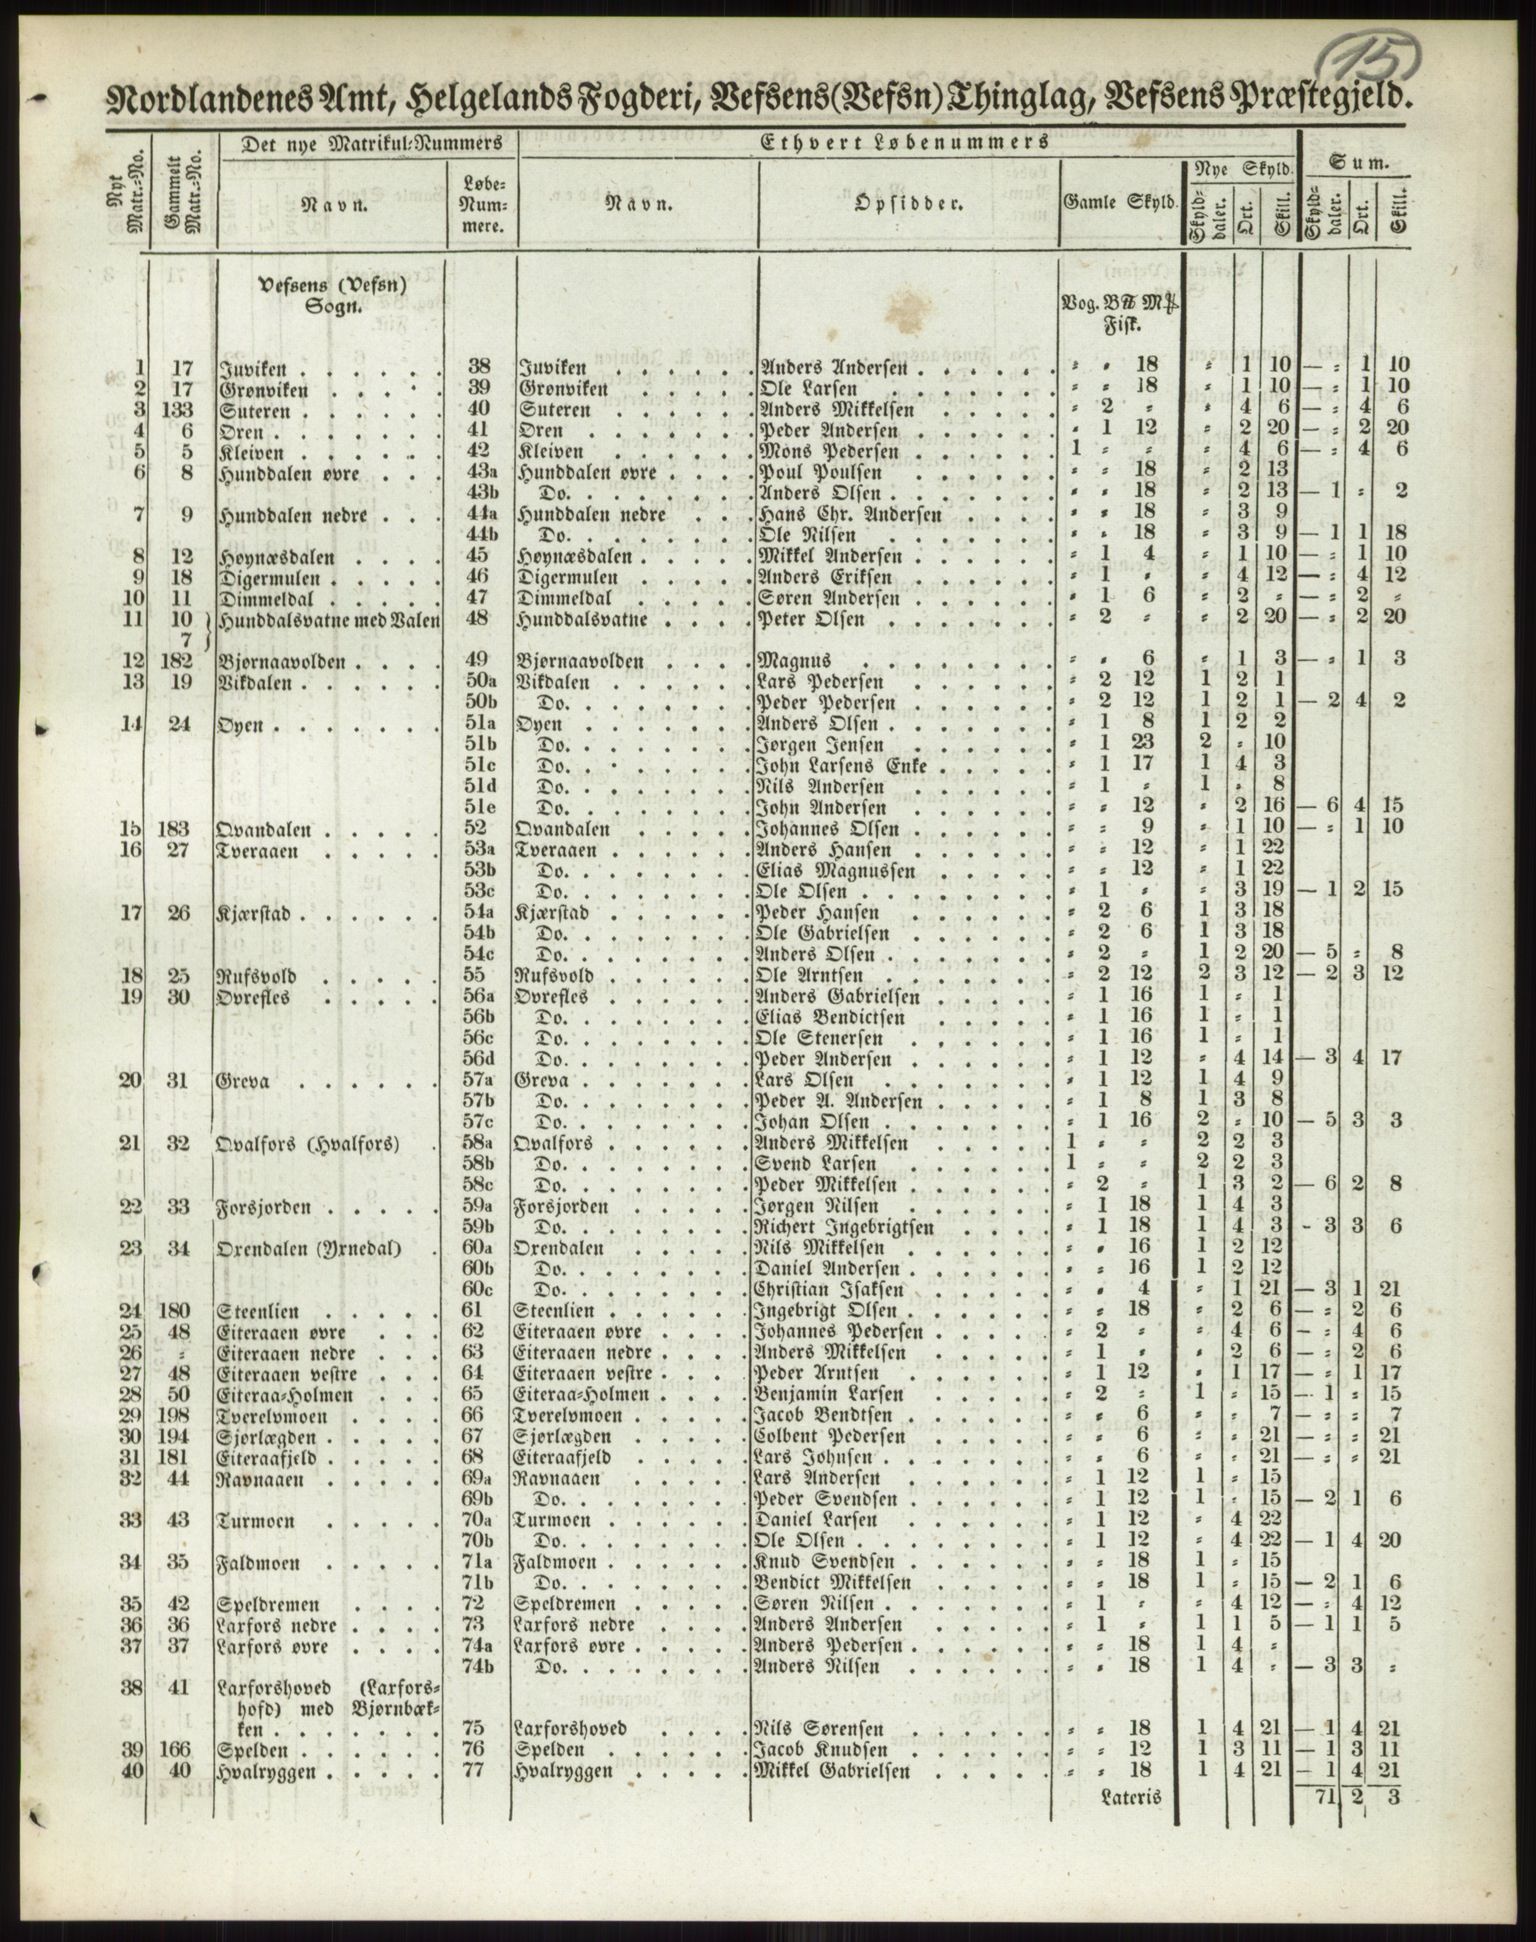 15
Nordlandenes Amt, Helgelands Fogderi, Vefsens (Vefsn) Thinglag, Vefsens Præstegjeld.
Nyt Matr.-No. Gammelt Matr.-No. Det nye Matrikul-Nummers Ethvert Løbenummers Sum.
Navn. Løbe-Num-mere. Navn. Opsidder. Gamle Skyld. Nye Skyld. Skyld-daler. Ort. Skill. Skyld-daler. Ort. Skill.
Vefsens (Vefsn) Sogn. Vog. B℔ M℔ Fisk.
1 17 Juviken 38 Juviken Anders Andersen " " 18 " 1 10 — " 1 10
2 17 Grønviken 39 Grønviken Ole Larsen " " 18 " 1 10 — " 1 10
3 133 Suteren 40 Suteren Anders Mikkelsen " 2 " " 4 6 — " 4 6
4 6 Oren 41 Oren Peder Andersen " 1 12 " 2 20 — " 2 20
5 5 Kleiven 42 Kleiven Mons Pedersen 1 " " " 4 6 — " 4 6
6 8 Hunddalen øvre 43a Hunddalen øvre Poul Poulsen " " 18 " 2 13
43b Do. Anders Olsen " " 18 " 2 13 — 1 " 2
7 9 Hunddalen nedre 44a Hunddalen nedre Hans Chr. Andersen " " 18 " 3 9
44b Do. Ole Nilsen " " 18 " 3 9 — 1 1 18
8 12 Høynæsdalen 45 Høynæsdalen Mikkel Andersen " 1 4 " 1 10 — " 1 10
9 18 Digermulen 46 Digermulen Anders Eriksen " 1 " " 4 12 — " 4 12
10 11 Dimmeldal 47 Dimmeldal Søren Andersen " 1 6 " 2 " — " 2 "
11 10 } Hunddalsvatne med Valen 48 Hunddalsvatne Peter Olsen " 2 " " 2 20 — " 2 20
7 }
12 182 Bjørnaavolden 49 Bjørnaavolden Magnus " " 6 " 1 3 — " 1 3
13 19 Vikdalen 50a Vikdalen Lars Pedersen " 2 12 1 2 1
50b Do. Peder Pedersen " 2 12 1 2 1 — 2 4 2
14 24 Øyen 51a Øyen Anders Olsen " 1 8 1 2 2
51b Do. Jørgen Jensen " 1 23 2 " 10
51c Do. John Larsens Enke " 1 17 1 4 3
51d Do. Nils Andersen " 1 " 1 " 8
51e Do. John Andersen " " 12 " 2 16 — 6 4 15
15 183 Qvandalen 52 Qvandalen Johannes Olsen " " 9 " 1 10 — " 1 10
16 27 Tveraaen 53a Tveraaen Anders Hansen " " 12 " 1 22
53b Do. Elias Magnussen " " 12 " 1 22
53c Do. Ole Olsen " 1 " " 3 19 — 1 2 15
17 26 Kjærstad 54a Kjærstad Peder Hansen " 2 6 1 3 18
54b Do. Ole Gabrielsen " 2 6 1 3 18
54c Do. Anders Olsen " 2 " 1 2 20 — 5 " 8
18 25 Rufsvold 55 Rufsvold Ole Arntsen " 2 12 2 3 12 — 2 3 12
19 30 Øvrefles 56a Øvrefles Anders Gabrielsen " 1 16 1 " 1
56b Do. Elias Bendictsen " 1 16 1 " 1
56c Do. Ole Stenersen " 1 16 1 " 1
56d Do. Peder Andersen " 1 12 " 4 14 — 3 4 17
20 31 Greva 57a Greva Lars Olsen " 1 12 1 4 9
57b Do. Peder A. Andersen " 1 8 1 3 8
57c Do. Johan Olsen " 1 16 2 " 10 — 5 3 3
21 32 Qvalfors (Hvalfors) 58a Qvalfors Anders Mikkelsen 1 " " 2 2 3
58b Do. Svend Larsen 1 " " 2 2 3
58c Do. Peder Mikkelsen " 2 " 1 3 2 — 6 2 8
22 33 Forsjorden 59a Forsjorden Jørgen Nilsen " 1 18 1 4 3
59b Do. Richert Ingebrigtsen " 1 18 1 4 3 - 3 3 6
23 34 Oxendalen (Yxnedal) 60a Oxendalen Nils Mikkelsen " " 16 1 2 12
60b Do. Daniel Andersen " " 16 1 2 12
60c Do. Christian Isaksen " " 4 " 1 21 — 3 1 21
24 180 Steenlien 61 Steenlien Ingebrigt Olsen " " 18 " 2 6 — " 2 6
25 48 Eiteraaen øvre 62 Eiteraaen øvre Johannes Pedersen " 2 " " 4 6 — " 4 6
26 " Eiteraaen nedre 63 Eiteraaen nedre Anders Mikkelsen " 1 " " 2 6 — " 2 6
27 48 Eiteraaen vestre 64 Eiteraaen vestre Peder Arntsen " 1 12 " 1 17 — " 1 17
28 50 Eiteraa-Holmen 65 Eiteraa-Holmen Benjamin Larsen " 2 " 1 " 15 — 1 " 15
29 198 Tverelvmoen 66 Tverelvmoen Jacob Bendtsen " " 6 " " 7 — " " 7
30 194 Sjørlægden 67 Sjørlægden Colbent Pedersen " " 6 " " 21 — " " 21
31 181 Eiteraafjeld 68 Eiteraafjeld Lars Johnsen " " 6 " " 21 — " " 21
32 44 Ravnaaen 69a Ravnaaen Lars Andersen " 1 12 1 " 15
69b Do. Peder Svendsen " 1 12 1 " 15 — 2 1 6
33 43 Turmoen 70a Turmoen Daniel Larsen " 1 12 " 4 22
70b Do. Ole Olsen " 1 12 " 4 22 — 1 4 20
34 35 Faldmoen 71a Faldmoen Knud Svendsen " " 18 1 " 15
71b Do. Bendict Mikkelsen " " 18 1 " 15 — 2 1 6
35 42 Speldremen 72 Speldremen Søren Nilsen " 1 " " 4 12 — " 4 12
36 36 Laxfors nedre 73 Laxfors nedre Anders Andersen " 1 " 1 1 5 — 1 1 5
37 37 Laxfors øvre 74a Laxfors øvre Anders Pedersen " " 18 1 4 "
74b Do. Anders Nilsen " " 18 1 4 " — 3 3 "
38 41 Laxforshoved (Laxfors-
hofd) med Bjørnbæk-
ken 75 Laxforshoved Nils Sørensen " " 18 1 4 21 — 1 4 21
39 166 Spelden 76 Spelden Jacob Knudsen " " 12 1 3 11 — 1 3 11
40 40 Hvalryggen 77 Hvalryggen Mikkel Gabrielsen " " 18 1 4 21 — 1 4 21
Lateris 71 2 3